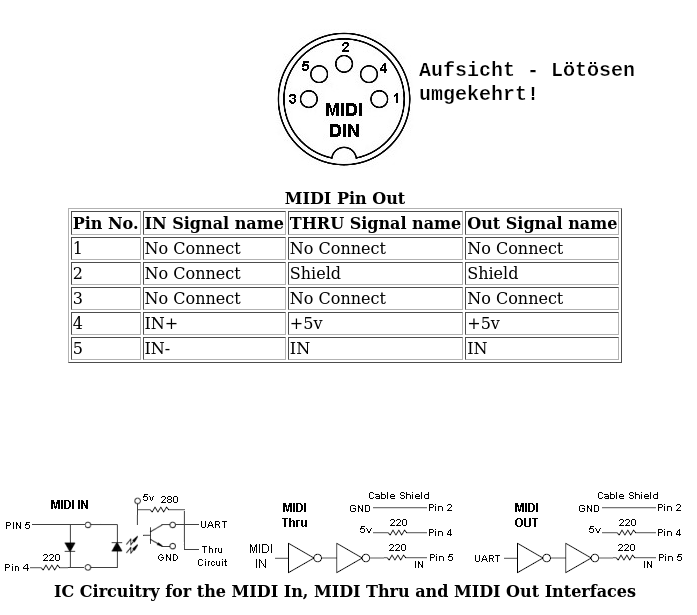 2
5 4
3 1
MIDI
DIN
Aufsicht - Lötösen
umgekehrt!
MIDI Pin Out
Pin No. IN Signal name THRU Signal name Out Signal name
1 No Connect No Connect No Connect
2 No Connect Shield Shield
3 No Connect No Connect No Connect
4 IN+ +5v +5v
5 IN- IN IN
MIDI IN
5v 280
PIN 5
UART
220
GND
Thru
Circuit
Pin 4
MIDI
Thru
Cable Shield
GND Pin 2
220
5v Pin 4
MIDI
IN
220
Pin 5
IN
MIDI
OUT
Cable Shield
GND Pin 2
220
5v Pin 4
UART
220
Pin 5
IN
IC Circuitry for the MIDI In, MIDI Thru and MIDI Out Interfaces